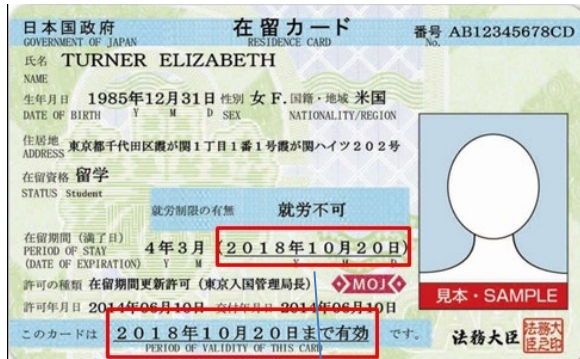 日本国政府 在留カード 番号 AB12345678CD
GOVERNMENT OF JAPAN RESIDENCE CARD No.
氏名 TURNER ELIZABETH
NAME
生年月日 1985年12月31日 性別 女 F. 国籍・地域 米国
DATE OF BIRTH Y M D SEX NATIONALITY/REGION
住居地
ADDRESS 東京都千代田区霞が関1丁目1番1号霞が関ハイツ202号
在留資格 留学
STATUS Student
就労制限の有無 就労不可
在留期間(満了日) 4年3月 (2018年10月20日)
PERIOD OF STAY
(DATE OF EXPIRATION) Y M Y M D
許可の種類 在留期間更新許可 (東京入国管理局長) MOJ
見本・SAMPLE
許可年月日 2014年06月10日 交付年月日 2014年06月10日
このカードは 2018年10月20日まで有効 です。 法務大臣
PERIOD OF VALIDITY OF THIS CARD